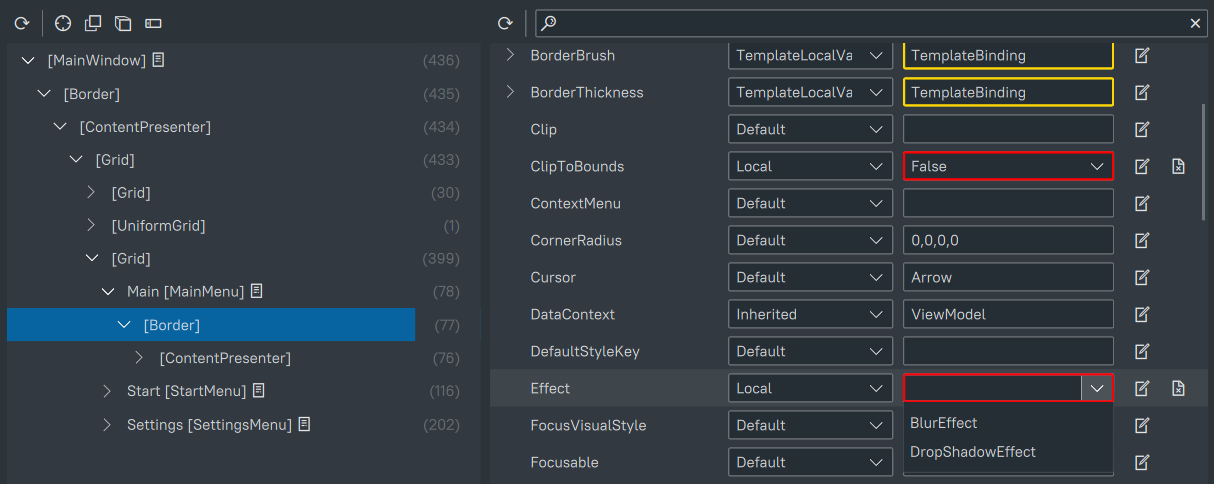 [MainWindow] (436)
[Border] (435)
[ContentPresenter] (434)
[Grid] (433)
[Grid] (30)
[UniformGrid] (1)
[Grid] (399)
Main [MainMenu] (78)
[Border] (77)
[ContentPresenter] (76)
Start [StartMenu] (116)
Settings [SettingsMenu] (202)
BorderBrush TemplateLocalVa TemplateBinding
BorderThickness TemplateLocalVa TemplateBinding
Clip Default
ClipToBounds Local False
ContextMenu Default
CornerRadius Default 0,0,0,0
Cursor Default Arrow
DataContext Inherited ViewModel
DefaultStyleKey Default
Effect Local
FocusVisualStyle Default BlurEffect
DropShadowEffect
Focusable Default